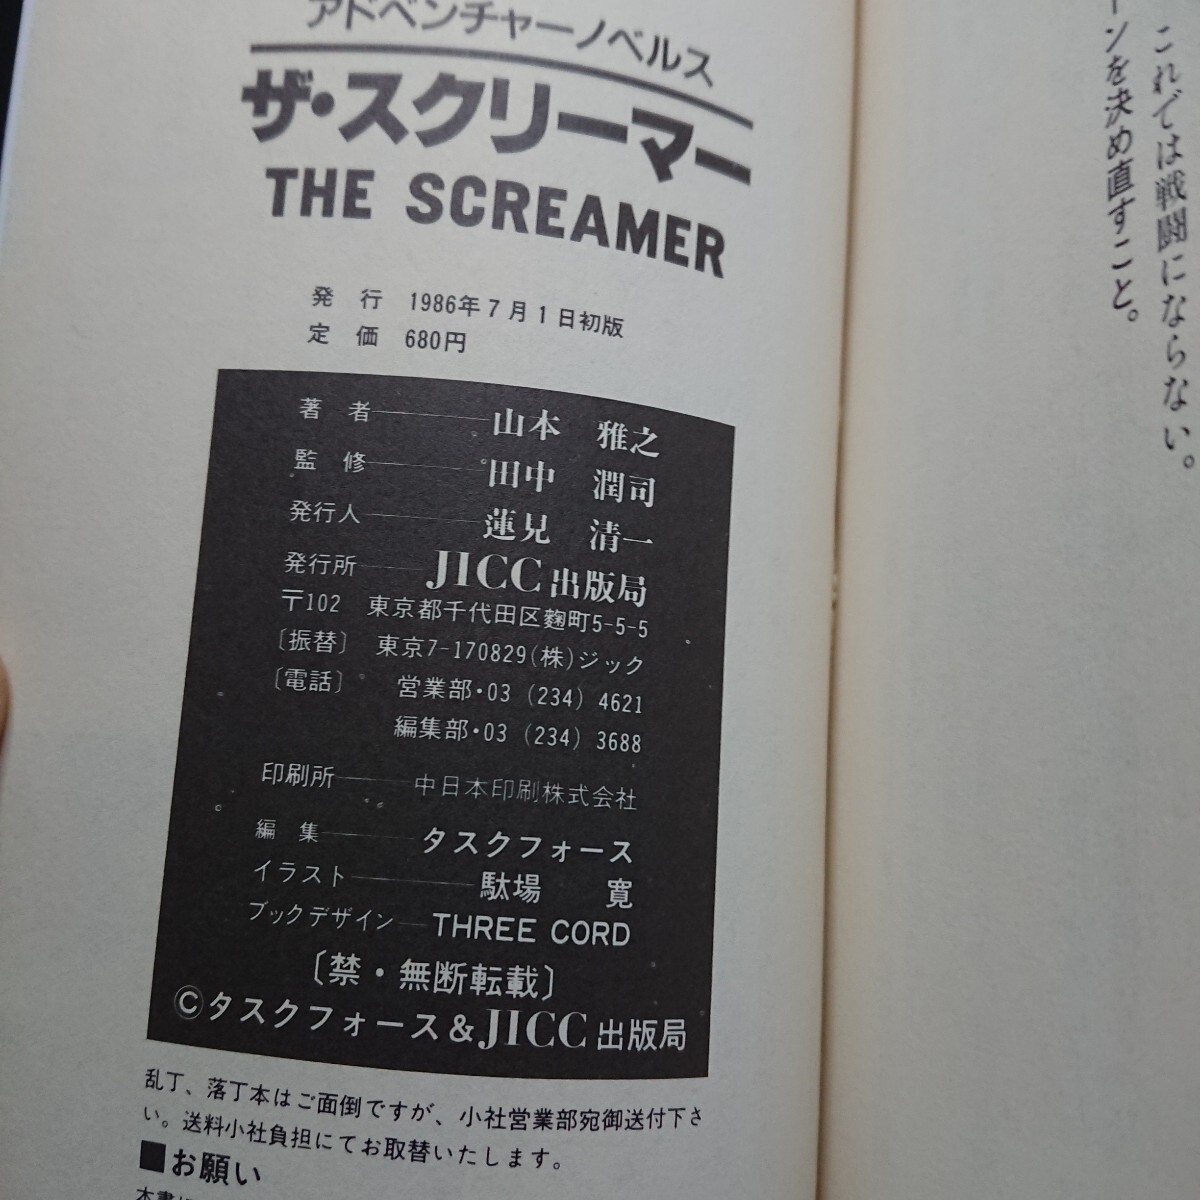 これでは戦闘にならない。
ーンを決め直すこと。
アドベンチャーノベルス
ザ・スクリーマー
THE SCREAMER
発 行 1986年7月1日初版
定 価 680円
著 者 山本 雅之
監 修 田中 潤司
発行人 蓮見 清一
発行所 JICC出版局
〒102 東京都千代田区麴町5-5-5
〔振替〕 東京7-170829(株)ジック
〔電話〕 営業部・03 (234) 4621
編集部・03 (234) 3688
印刷所 中日本印刷株式会社
編 集 タスクフォース
イラスト 駄場 寛
ブックデザイン THREE CORD
〔禁・無断転載〕
©タスクフォース&JICC出版局
乱丁、落丁本はご面倒ですが、小社営業部宛御送付下さ
い。送料小社負担にてお取替いたします。
■お願い